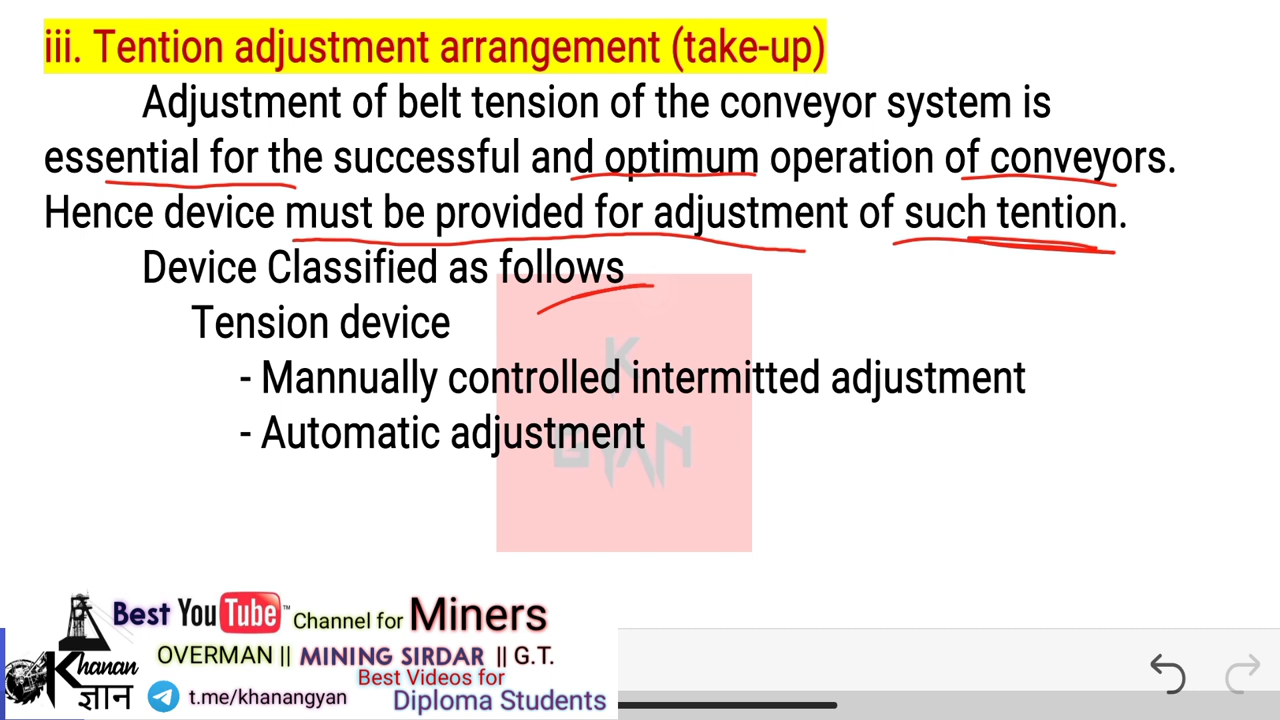 iii. Tention adjustment arrangement (take-up)
Adjustment of belt tension of the conveyor system is
essential for the successful and optimum operation of conveyors.
Hence device must be provided for adjustment of such tention.
Device Classified as follows
Tension device
- Mannually controlled intermitted adjustment
- Automatic adjustment
K
GYAN
Best YouTube™ Channel for Miners
OVERMAN || MINING SIRDAR || G.T.
Best Videos for
Khanan
ज्ञान
t.me/khanangyan
Diploma Students